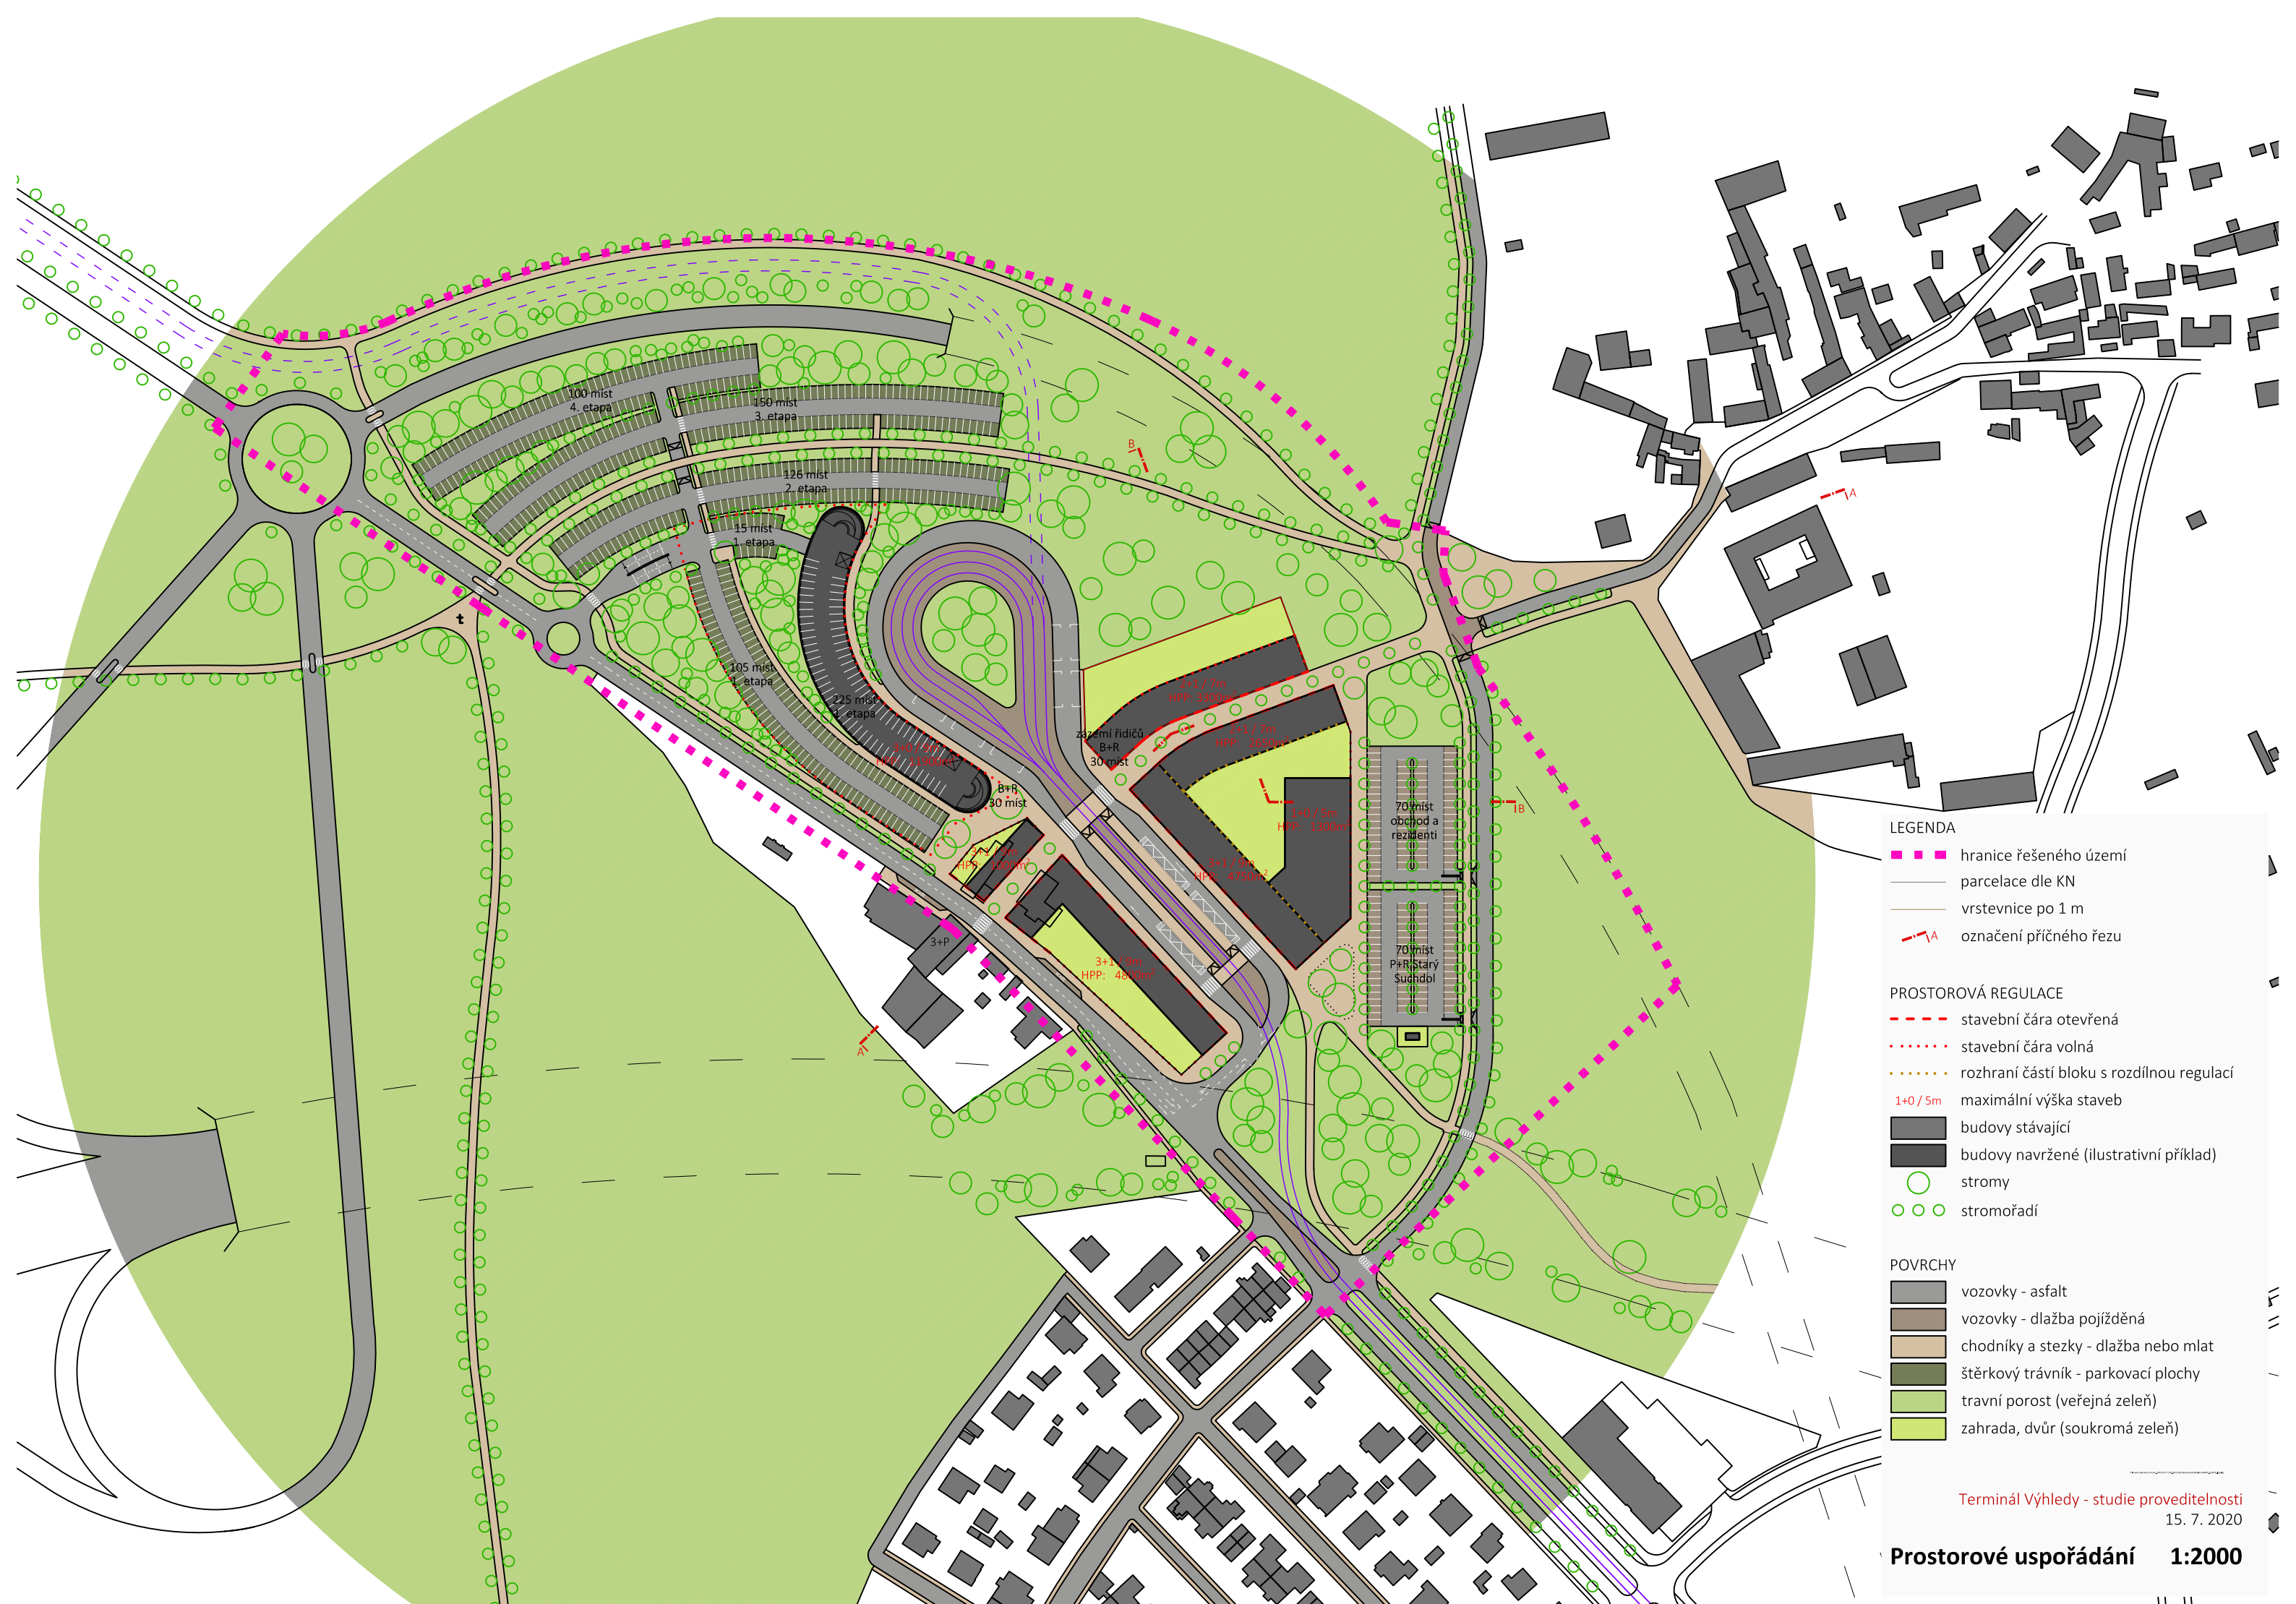 100 míst
4. etapa
150 míst
3. etapa
126 míst
2. etapa
15 míst
1. etapa
105 míst
1. etapa
225 míst
1. etapa
B
A
t
zázemí řidičů
B+R
30 míst
B+R
30 míst
70 míst
obchod a
rezidenti
B
70 míst
P+R Starý
Suchdol
3+P
3+1
HPP:
HPP:
A
LEGENDA
hranice řešeného území
parcelace dle KN
vrstevnice po 1 m
A označení příčného řezu
PROSTOROVÁ REGULACE
stavební čára otevřená
stavební čára volná
rozhraní částí bloku s rozdílnou regulací
1+0 / 5m maximální výška staveb
budovy stávající
budovy navržené (ilustrativní příklad)
stromy
stromořadí
POVRCHY
vozovky - asfalt
vozovky - dlažba pojížděná
chodníky a stezky - dlažba nebo mlat
štěrkový trávník - parkovací plochy
travní porost (veřejná zeleň)
zahrada, dvůr (soukromá zeleň)
Terminál Výhledy - studie proveditelnosti
15. 7. 2020
Prostorové uspořádání 1:2000